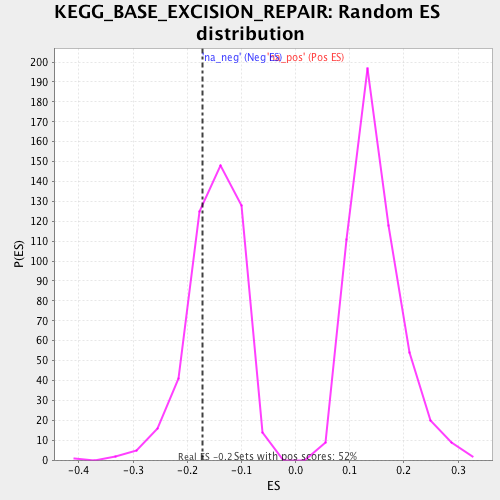 KEGG_BASE_EXCISION_REPAIR: Random ES
distribution
'na_neg' (Neg ES)
(Pos ES)
200
190
180
170
160
150
140
130
120
110
100
90
80
70
60
50
40
30
20
10
0
P(ES)
Real ES -0.2
Sets with pos scores: 52%
-0.4 -0.3 -0.2 -0.1 0.0 0.1 0.2 0.3
ES